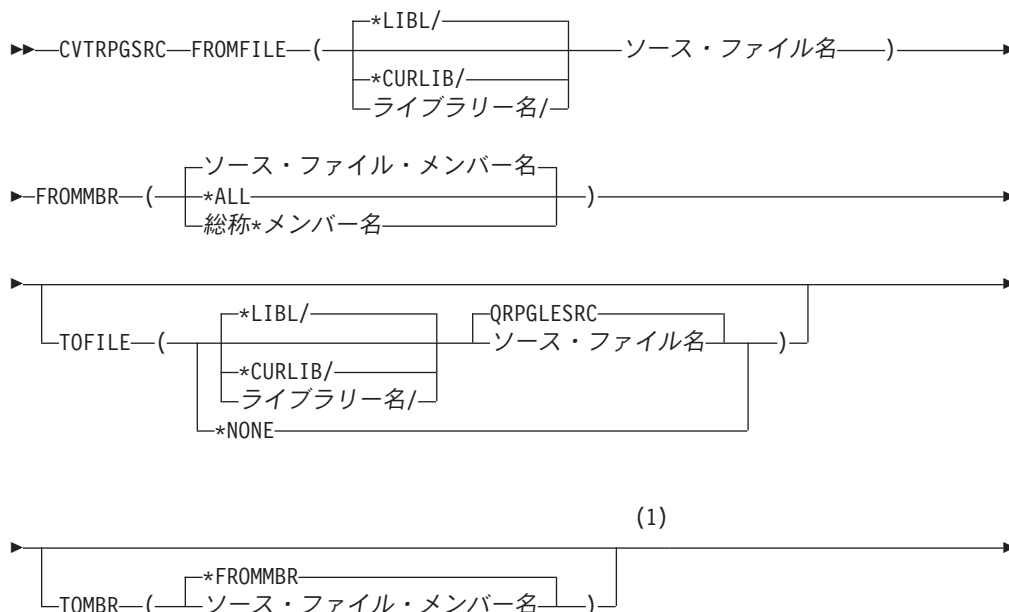 *LIBL/
CVTRPGSRC FROMFILE ( ソース・ファイル名 )
*CURLIB/
ライブラリー名/
ソース・ファイル・メンバー名
FROMMBR ( *ALL )
総称*メンバー名
*LIBL/ QRPGLESRC
TOFILE ( ソース・ファイル名 )
*CURLIB/
ライブラリー名/
*NONE
(1)
*FROMMBR
TOMBR ( ソース・ファイル・メンバー名 )